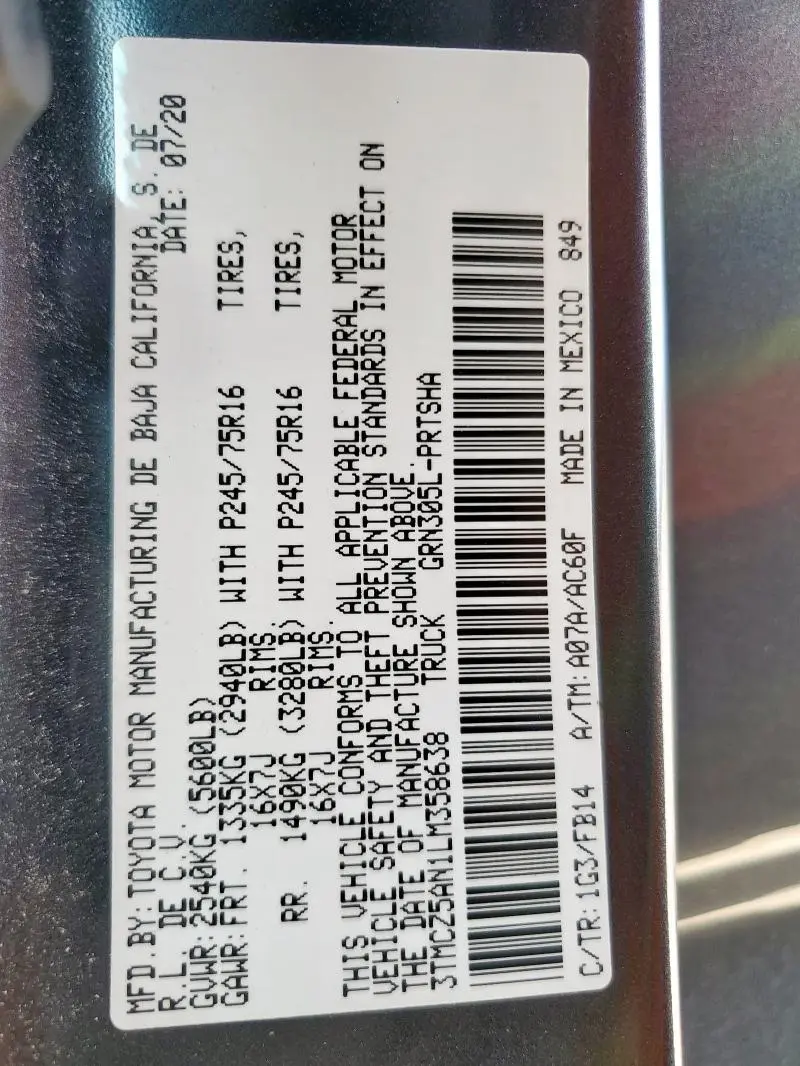 MFD.BY:TOYOTA MOTOR MANUFACTURING DE BAJA CALIFORNIA, S. DE
R.L. DE C.V. DATE: 07/20
GVWR:2540KG (5600LB)
GAWR:FRT. 1335KG (2940LB) WITH P245/75R16 TIRES,
16X7J RIMS.
RR. 1490KG (3280LB) WITH P245/75R16 TIRES,
16X7J RIMS.
THIS VEHICLE CONFORMS TO ALL APPLICABLE FEDERAL MOTOR
VEHICLE SAFETY AND THEFT PREVENTION STANDARDS IN EFFECT ON
THE DATE OF MANUFACTURE SHOWN ABOVE.
3TMCZ5AN1LM358638 TRUCK GRN305L-PRTSHA
C/TR:1G3/FB14 A/TM:A07A/AC60F MADE IN MEXICO 849